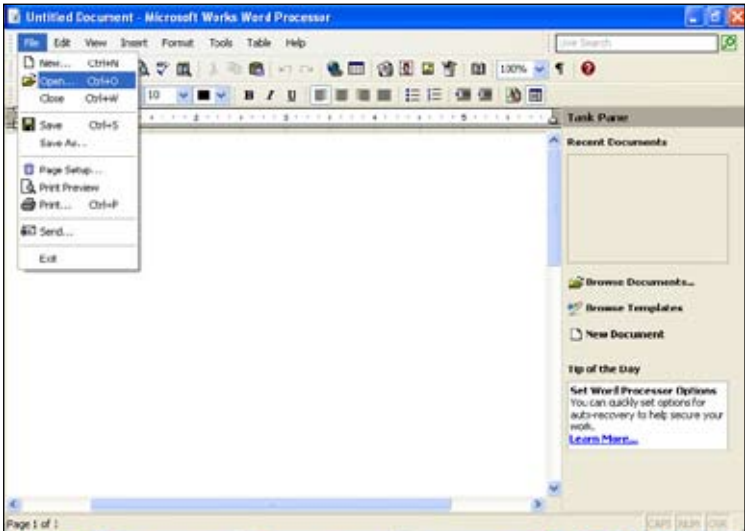 Untitled Document - Microsoft Works Word Processor
File Edit View Insert Format Tools Table Help
Live Search
New... Ctrl+N
100%
Open... Ctrl+O
10 B I U
Close Ctrl+W
2 3 4 5
Task Pane
Save Ctrl+S
Save As...
Recent Documents
Page Setup...
Print Preview
Print... Ctrl+P
Send...
Exit
Browse Documents...
Browse Templates
New Document
Tip of the Day
Set Word Processor Options
You can quickly set options for
auto-recovery to help secure your
work.
Learn More...
Page 1 of 1
CAPS NUM OVR